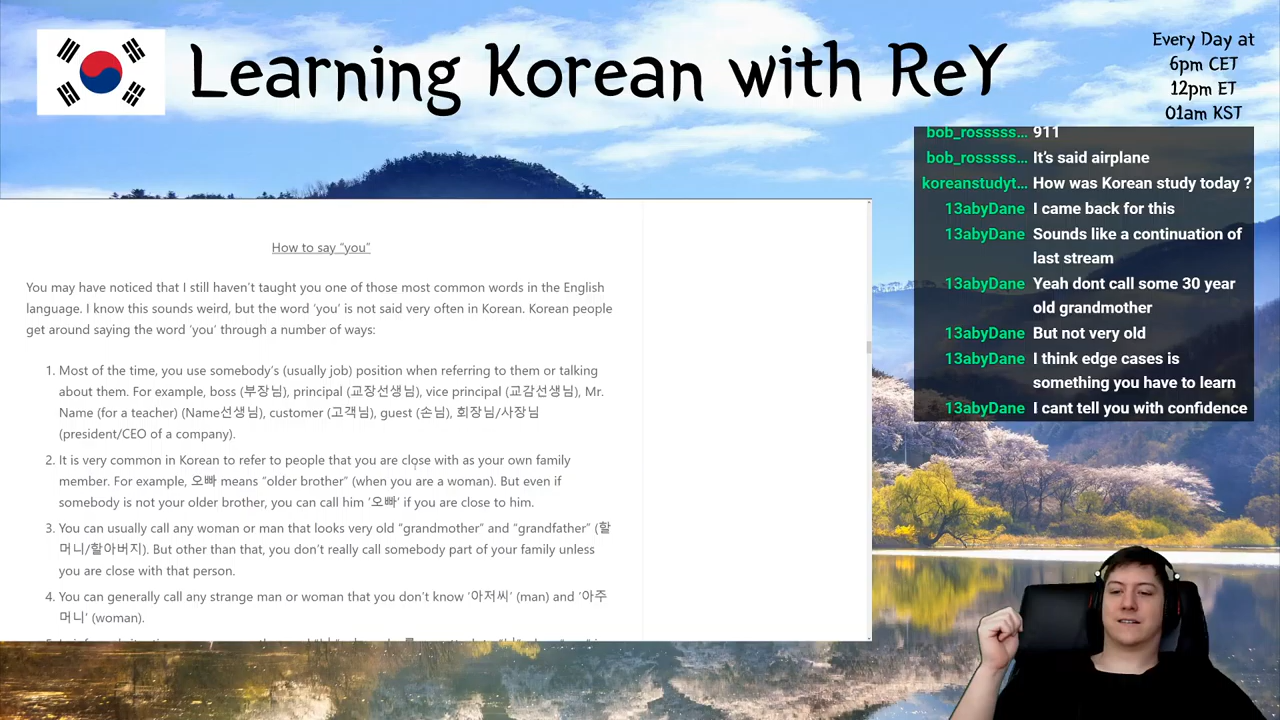 Learning Korean with ReY
Every Day at
6pm CET
12pm ET
01am KST
bob_rosssss… 911
bob_rosssss… It's said airplane
koreanstudyt… How was Korean study today ?
13abyDane I came back for this
13abyDane Sounds like a continuation of
last stream
13abyDane Yeah dont call some 30 year
old grandmother
13abyDane But not very old
13abyDane I think edge cases is
something you have to learn
13abyDane I cant tell you with confidence
How to say “you”
You may have noticed that I still haven’t taught you one of those most common words in the English
language. I know this sounds weird, but the word ‘you’ is not said very often in Korean. Korean people
get around saying the word ‘you’ through a number of ways:
1. Most of the time, you use somebody’s (usually job) position when referring to them or talking
about them. For example, boss (부장님), principal (교장선생님), vice principal (교감선생님), Mr.
Name (for a teacher) (Name선생님), customer (고객님), guest (손님), 회장님/사장님
(president/CEO of a company).
2. It is very common in Korean to refer to people that you are close with as your own family
member. For example, 오빠 means “older brother” (when you are a woman). But even if
somebody is not your older brother, you can call him ‘오빠’ if you are close to him.
3. You can usually call any woman or man that looks very old “grandmother” and “grandfather” (할
머니/할아버지). But other than that, you don’t really call somebody part of your family unless
you are close with that person.
4. You can generally call any strange man or woman that you don’t know ‘아저씨’ (man) and ‘아주
머니’ (woman).